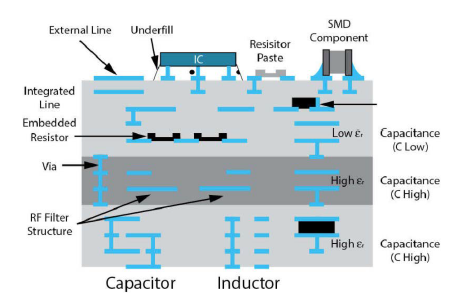 SMD
Component
External Line
Underfill
IC
Resistor
Paste
Integrated
Line
Embedded
Resistor
Low εr
Capacitance
(C Low)
Via
High εr
Capacitance
(C High)
RF Filter
Structure
High εr
Capacitance
(C High)
Capacitor
Inductor